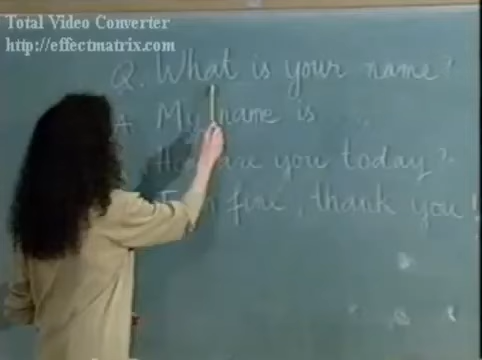 Total Video Converter
http://effectmatrix.com
Q. What is your name?
A. My name is ...
How are you today?
I'm fine, thank you!